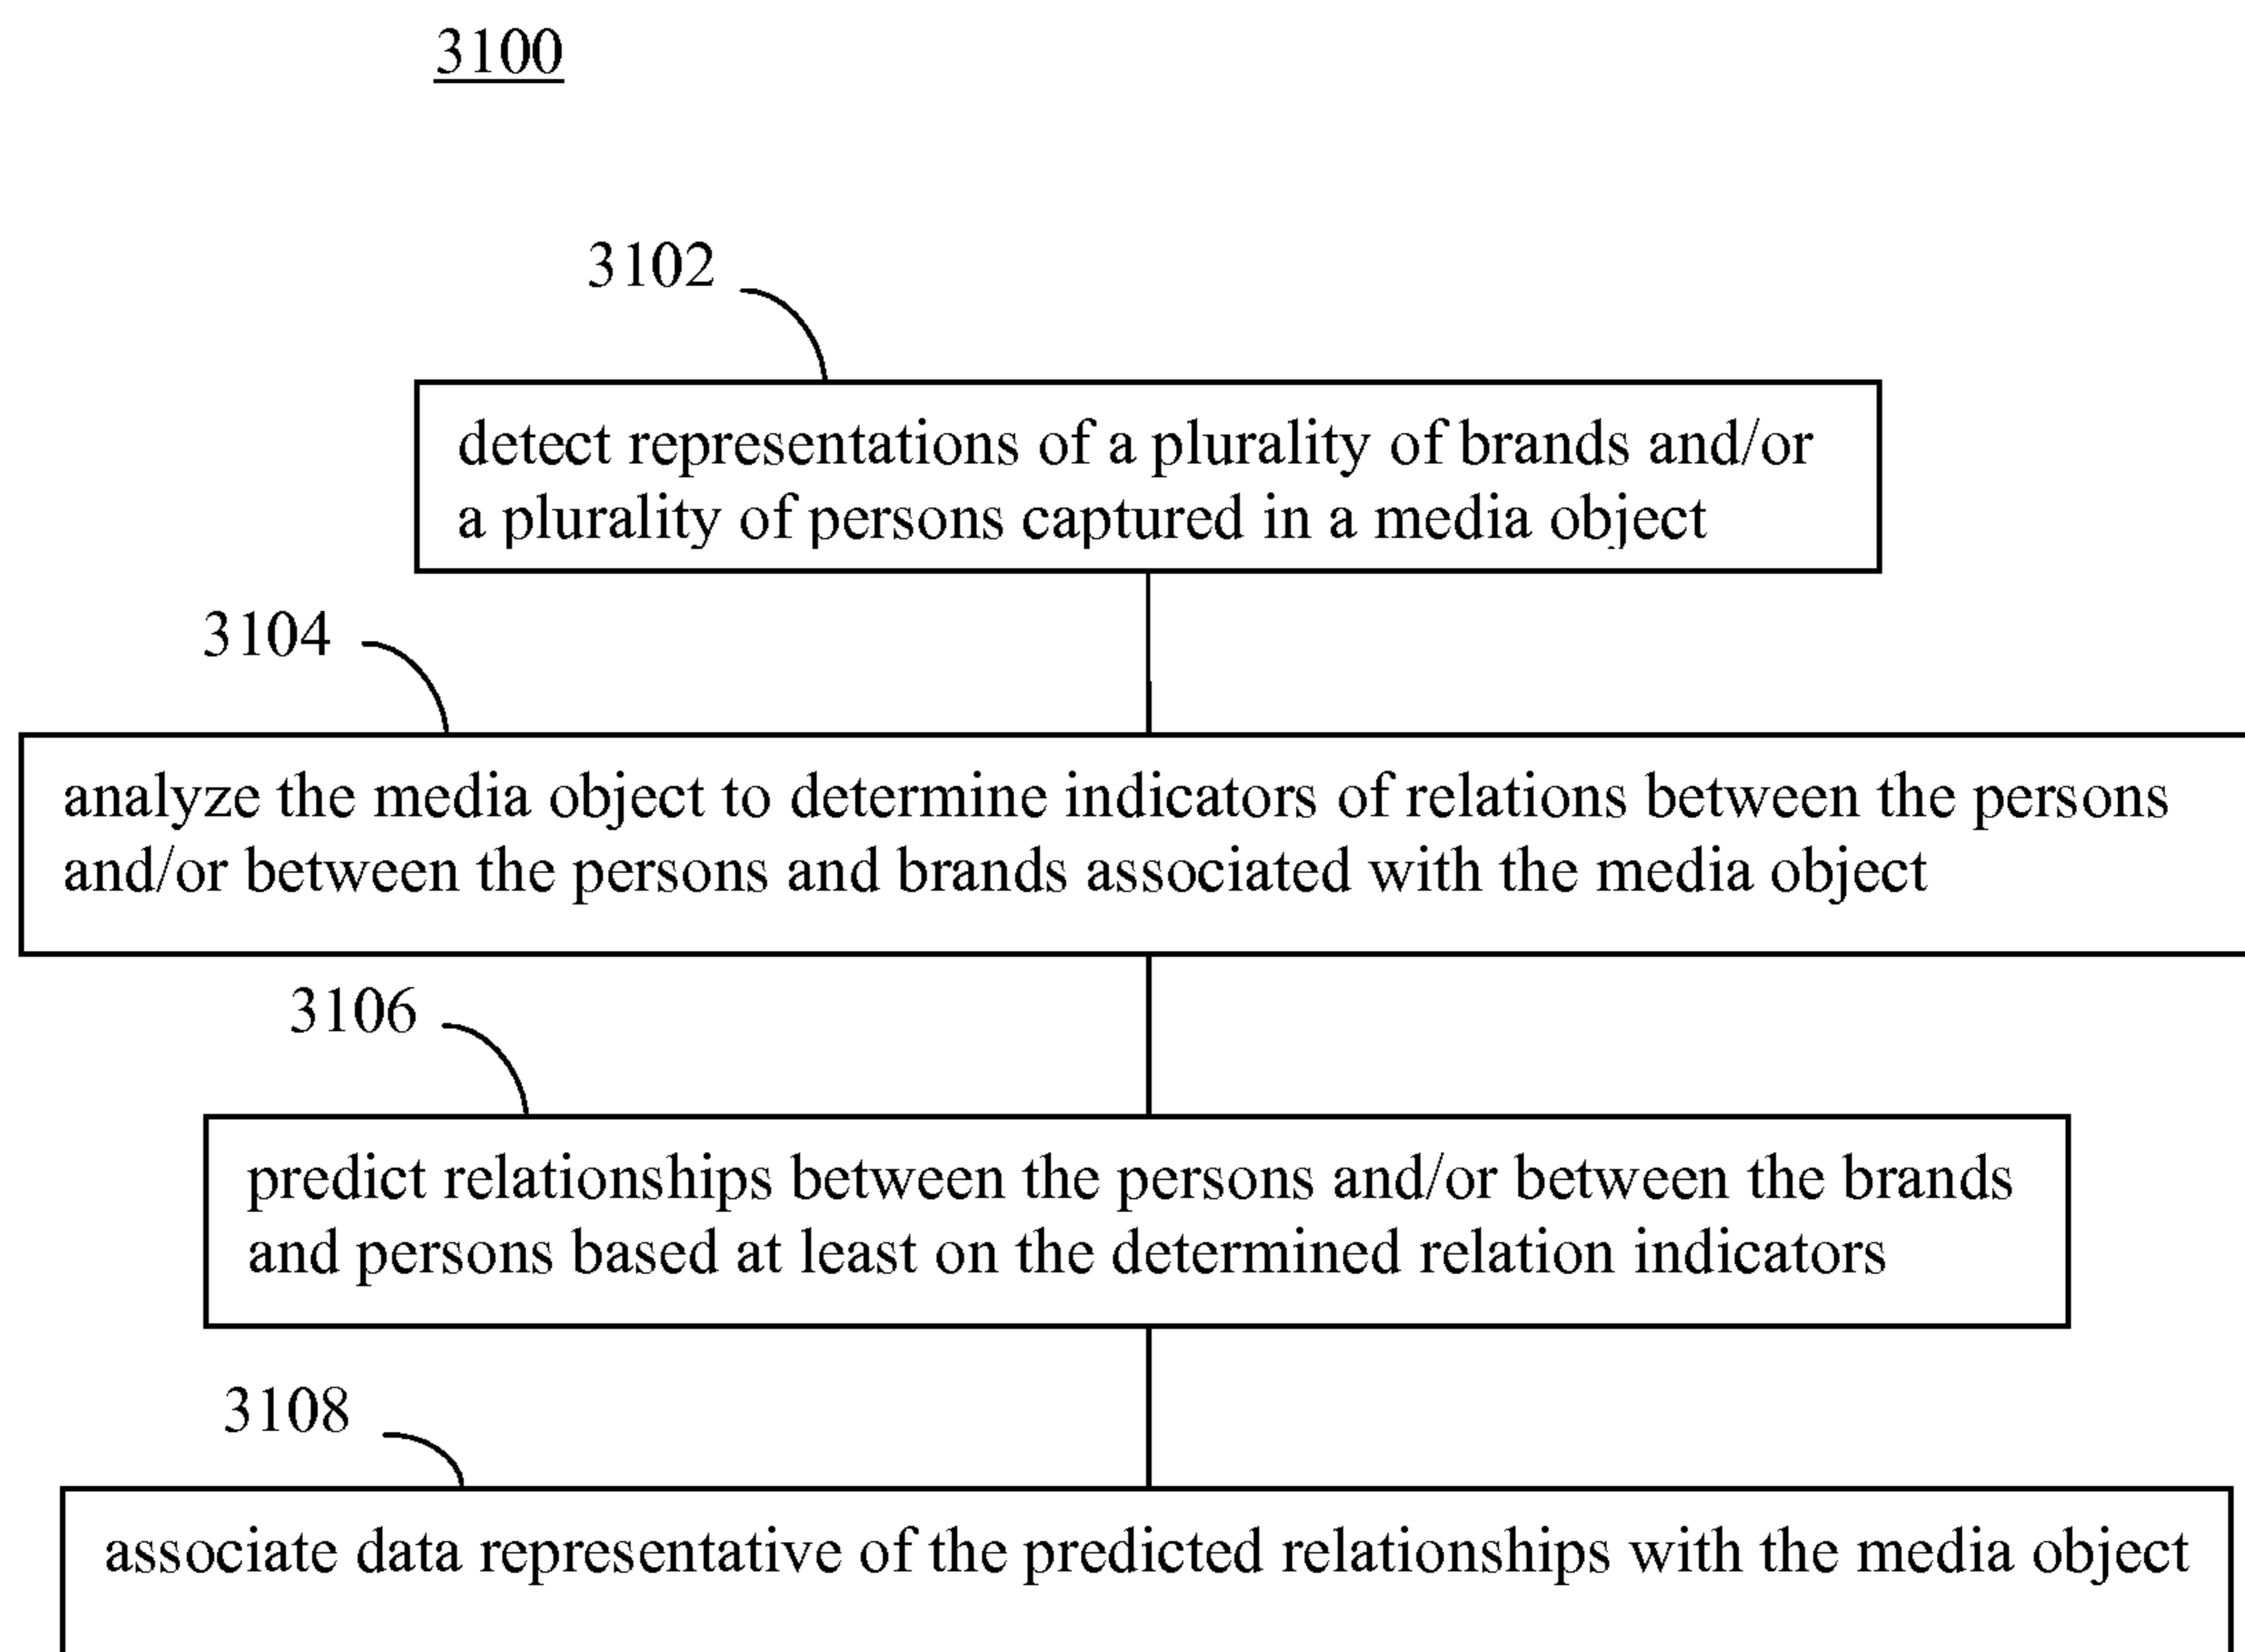 3100
3102
detect representations of a plurality of brands and/or
a plurality of persons captured in a media object
3104
analyze the media object to determine indicators of relations between the persons
and/or between the persons and brands associated with the media object
3106
predict relationships between the persons and/or between the brands
and persons based at least on the determined relation indicators
3108
associate data representative of the predicted relationships with the media object